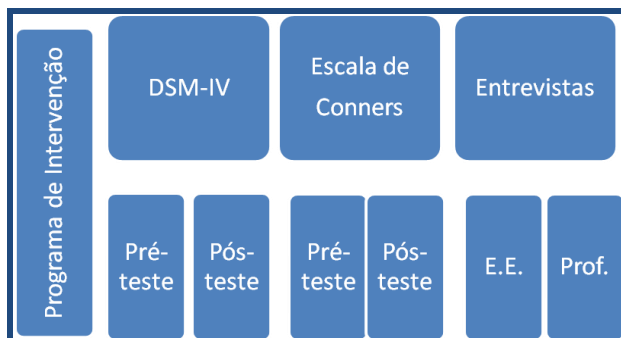 Programa de Intervenção
DSM-IV
Escala de
Conners
Entrevistas
Pré-
teste
Pós-
teste
Pré-
teste
Pós-
teste
E.E.
Prof.